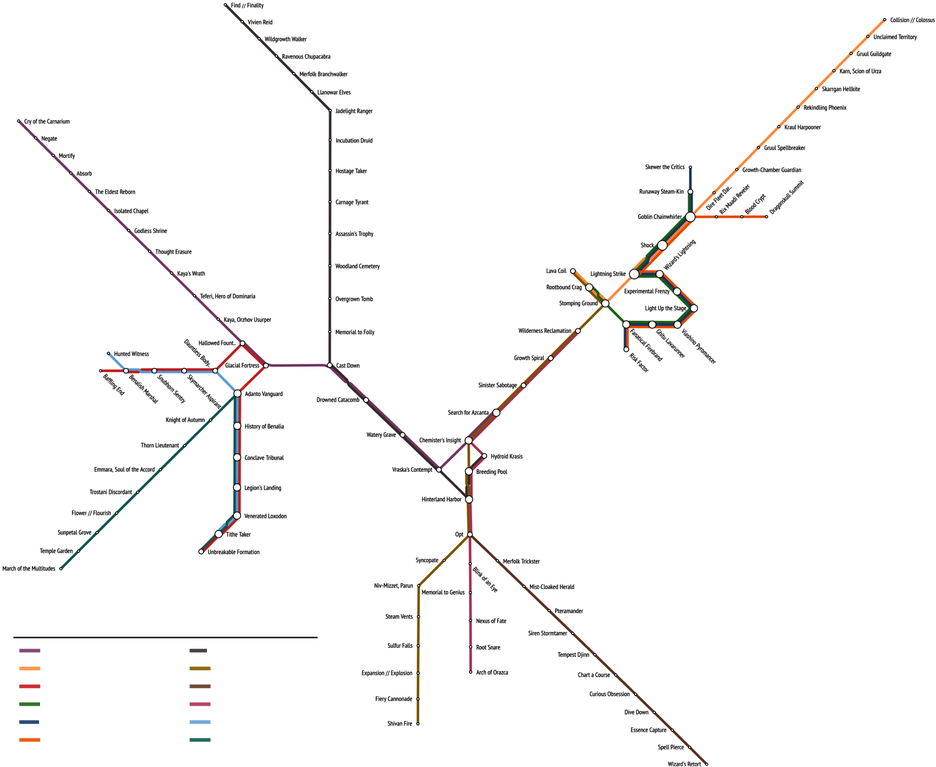 Find // Finality
Vivien Reid
Wildgrowth Walker
Ravenous Chupacabra
Merfolk Branchwalker
Llanowar Elves
Jadelight Ranger
Incubation Druid
Hostage Taker
Carnage Tyrant
Assassin's Trophy
Woodland Cemetery
Overgrown Tomb
Memorial to Folly
Cast Down
Drowned Catacomb
Watery Grave
Vraska's Contempt
Cry of the Carnarium
Negate
Mortify
Absorb
The Eldest Reborn
Isolated Chapel
Godless Shrine
Thought Erasure
Kaya's Wrath
Teferi, Hero of Dominaria
Kaya, Orzhov Usurper
Hallowed Fount..
Glacial Fortress
Dauntless Body..
Hunted Witness
Baffling End
Benalish Marshal
Snubhorn Sentry
Skymarcher Aspirant
Adanto Vanguard
History of Benalia
Conclave Tribunal
Legion's Landing
Venerated Loxodon
Tithe Taker
Unbreakable Formation
Knight of Autumn
Thorn Lieutenant
Emmara, Soul of the Accord
Trostani Discordant
Flower // Flourish
Sunpetal Grove
Temple Garden
March of the Multitudes
Collision // Colossus
Unclaimed Territory
Gruul Guildgate
Karn, Scion of Urza
Skarrgan Hellkite
Rekindling Phoenix
Kraul Harpooner
Gruul Spellbreaker
Growth-Chamber Guardian
Dire Fleet Dar..
Rix Maadi Reveler
Blood Crypt
Dragonskull Summit
Skewer the Critics
Runaway Steam-Kin
Goblin Chainwhirler
Shock
Wizard's Lightning
Lightning Strike
Experimental Frenzy
Light Up the Stage
Viashino Pyromancer
Ghitu Lavarunner
Fanatical Firebrand
Risk Factor
Lava Coil
Rootbound Crag
Stomping Ground
Wilderness Reclamation
Growth Spiral
Sinister Sabotage
Search for Azcanta
Chemister's Insight
Hydroid Krasis
Breeding Pool
Hinterland Harbor
Opt
Syncopate
Niv-Mizzet, Parun
Steam Vents
Sulfur Falls
Expansion // Explosion
Fiery Cannonade
Shivan Fire
Blink of an Eye
Memorial to Genius
Nexus of Fate
Root Snare
Arch of Orazca
Merfolk Trickster
Mist-Cloaked Herald
Pteramander
Siren Stormtamer
Tempest Djinn
Chart a Course
Curious Obsession
Dive Down
Essence Capture
Spell Pierce
Wizard's Retort